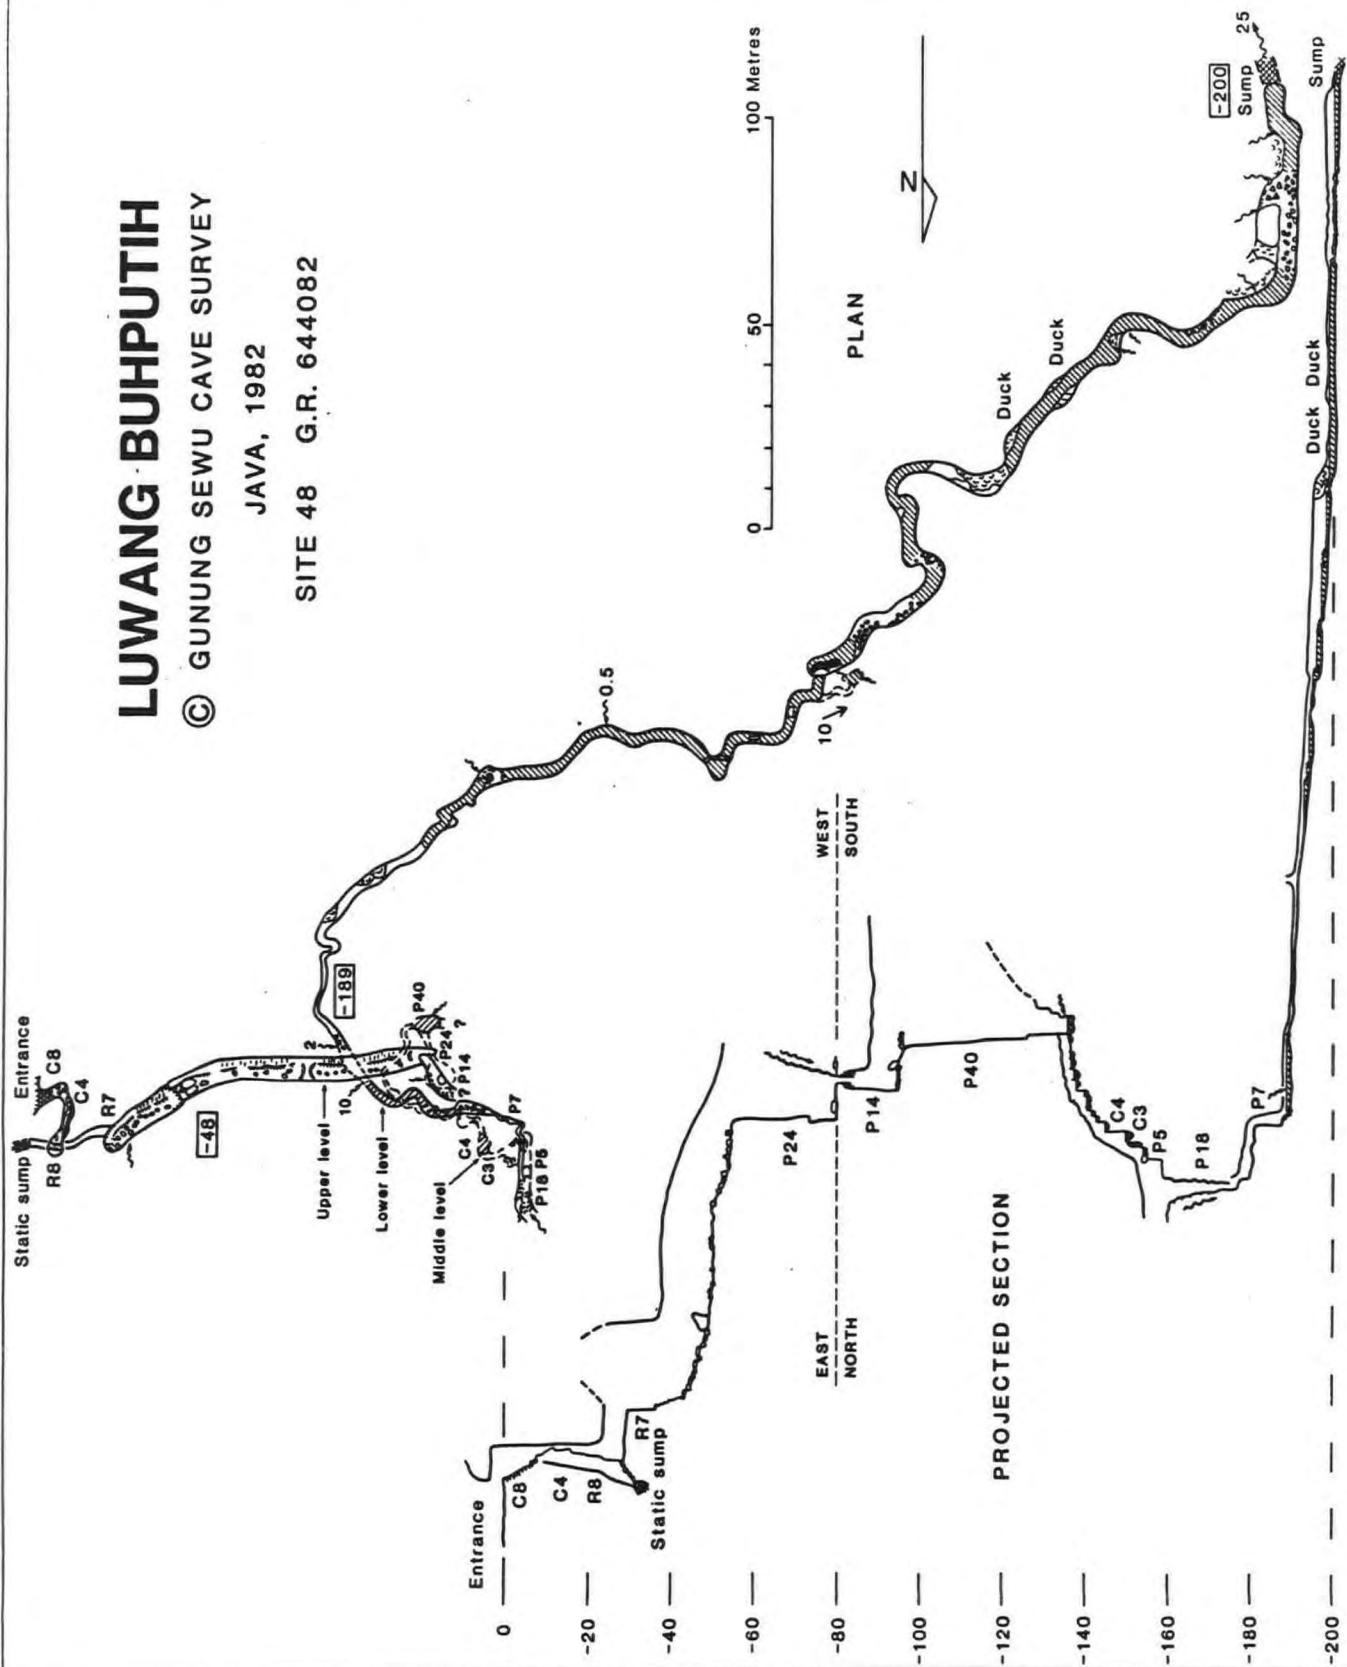 LUWANG BUHPUTIH
© GUNUNG SEWU CAVE SURVEY
JAVA, 1982
SITE 48 G.R. 644082
Static sump
Entrance
R8
C4
C8
R7
-48
Upper level
Lower level
Middle level
2
10
-189
P40
P24 ?
? P14
C4
C3
P7
P18 P5
0.5
10
Duck
Duck
-200
Sump
25
0
50
100 Metres
N
PLAN
Entrance
C8
C4
R8
Static sump
R7
P24
EAST
WEST
NORTH
SOUTH
P14
P40
C4
C3
P5
P18
P7
Duck
Duck
Sump
PROJECTED SECTION
0
-20
-40
-60
-80
-100
-120
-140
-160
-180
-200